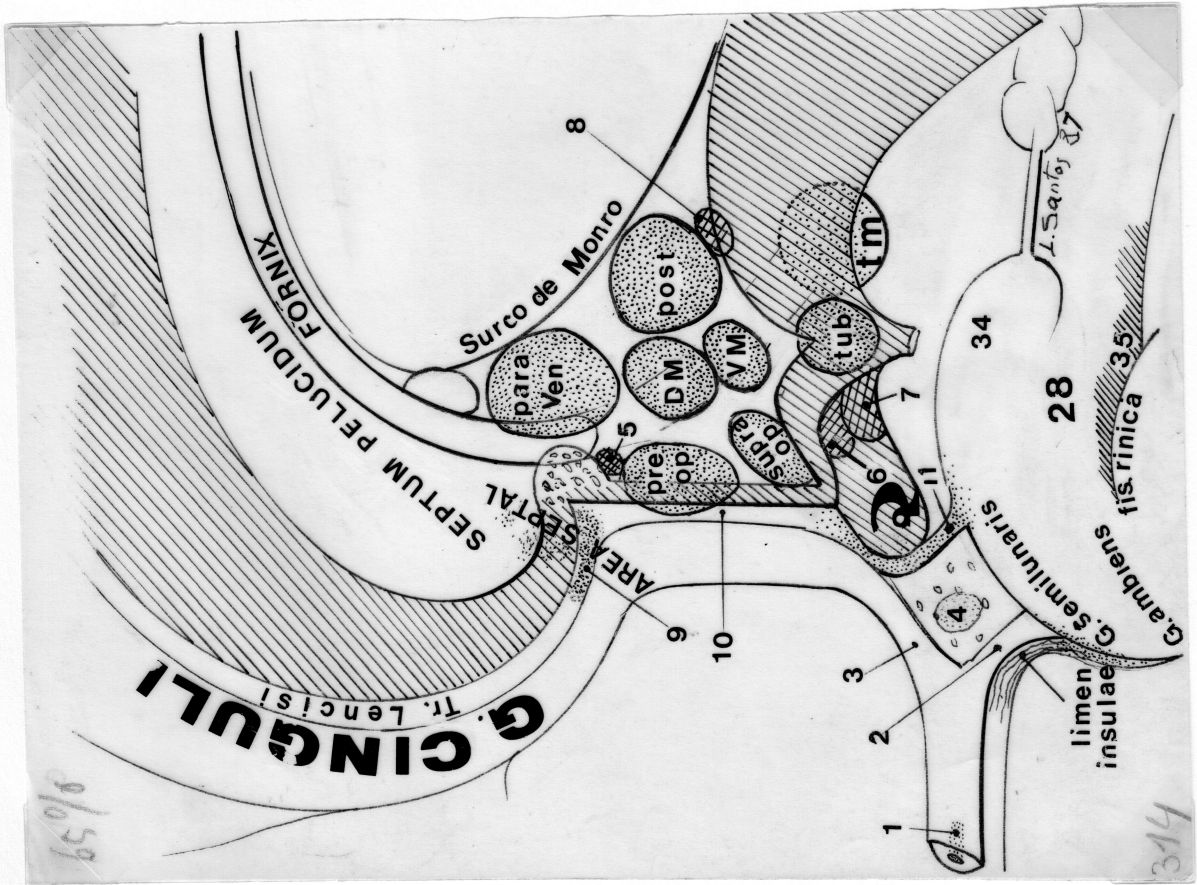 8
FORNIX
SEPTUM PELUCIDUM
Surco de Monro
post
para
Ven
DM
VM
tub
tm
supra
op
pre
op
5
6
7
11
AREA SEPTAL
9
10
3
4
2
1
G. CINGULI
Tr. Lencisi
34
28
35
fis. rinica
G. ambiens
G. semilunaris
limen
insulae
L. Santos 87
314
65%